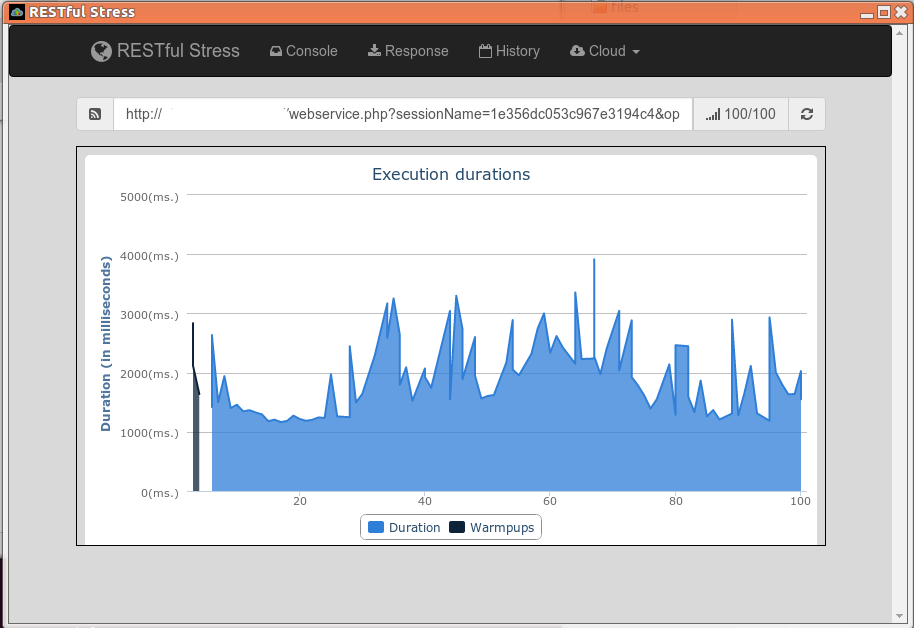 RESTful Stress
files
RESTful Stress Console Response History Cloud
http:// /webservice.php?sessionName=1e356dc053c967e3194c4&op 100/100
Execution durations
5000(ms.)
4000(ms.)
3000(ms.)
2000(ms.)
1000(ms.)
0(ms.)
Duration (in milliseconds)
20 40 60 80 100
Duration Warmpups